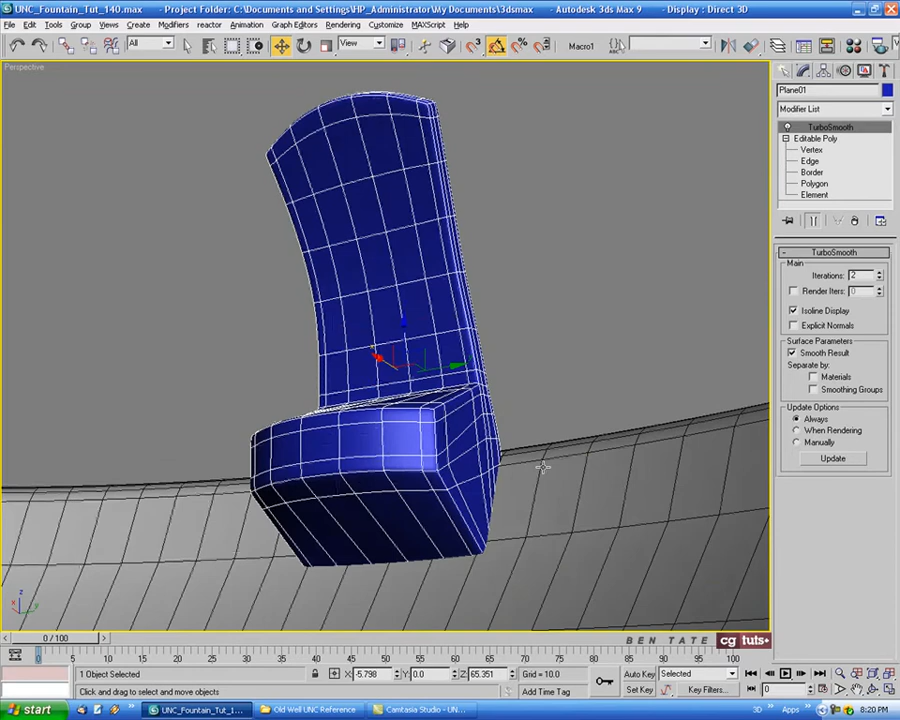 UNC_Fountain_Tut_140.max - Project Folder: C:\Documents and Settings\HP_Administrator\My Documents\3dsmax - Autodesk 3ds Max 9 - Display : Direct 3D
File Edit Tools Group Views Create Modifiers reactor Animation Graph Editors Rendering Customize MAXScript Help
All View Macro1
Perspective
Plane01
Modifier List
TurboSmooth
Editable Poly
Vertex
Edge
Border
Polygon
Element
- TurboSmooth
Main
Iterations: 2
Render Iters: 0
Isoline Display
Explicit Normals
Surface Parameters
Smooth Result
Separate by:
Materials
Smoothing Groups
Update Options
Always
When Rendering
Manually
Update
z
x y
BEN TATE cg tuts+
< 0 / 100 >
0 5 10 15 20 25 30 35 40 45 50 55 60 65 70 75 80 85 90 95 100
1 Object Selected X: -5.798 Y: 0.0 Z: 65.351 Grid = 10.0 Auto Key Selected
Click and drag to select and move objects Add Time Tag Set Key Key Filters... 0
start UNC_Fountain_Tut_1... Old Well UNC Reference Camtasia Studio - UN... 3D Apps 8:20 PM